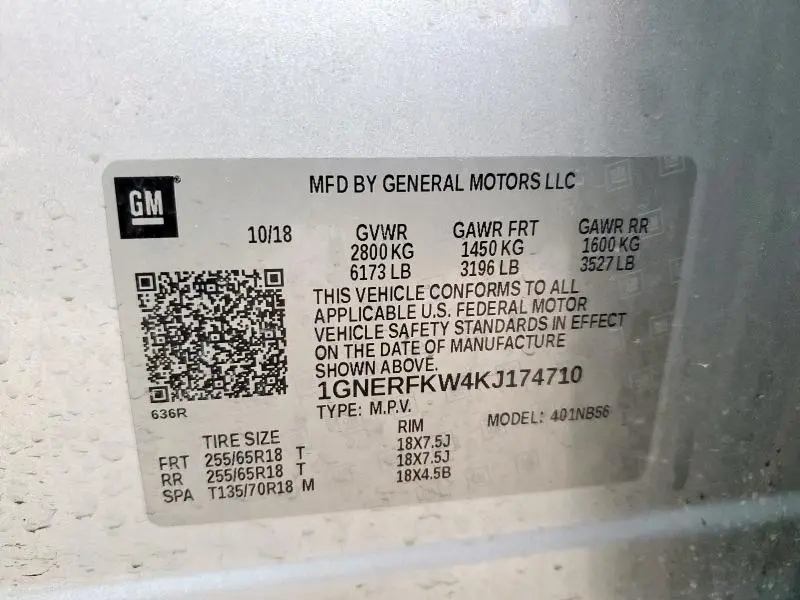 GM
MFD BY GENERAL MOTORS LLC
10/18
GVWR GAWR FRT GAWR RR
2800 KG 1450 KG 1600 KG
6173 LB 3196 LB 3527 LB
THIS VEHICLE CONFORMS TO ALL
APPLICABLE U.S. FEDERAL MOTOR
VEHICLE SAFETY STANDARDS IN EFFECT
ON THE DATE OF MANUFACTURE
SHOWN ABOVE.
1GNERFKW4KJ174710
636R
TYPE: M.P.V. MODEL: 401NB56
TIRE SIZE RIM
FRT 255/65R18 T 18X7.5J
RR 255/65R18 T 18X7.5J
SPA T135/70R18 M 18X4.5B